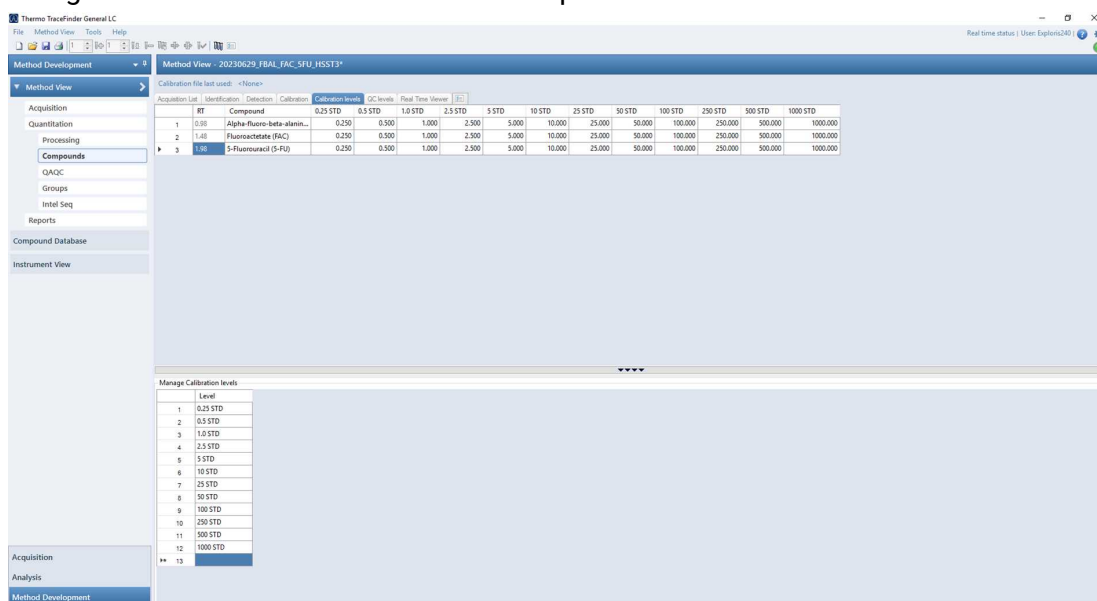 Thermo TraceFinder General LC
File Method View Tools Help
Real time status | User: Exploris240 |
1 1
Method Development
Method View - 20230629_FBAL_FAC_5FU_HSST3*
Method View
Calibration file last used: <None>
Acquisition List Identification Detection Calibration Calibration levels QC levels Real Time Viewer
RT Compound 0.25 STD 0.5 STD 1.0 STD 2.5 STD 5 STD 10 STD 25 STD 50 STD 100 STD 250 STD 500 STD 1000 STD
1 0.98 Alpha-fluoro-beta-alanin... 0.250 0.500 1.000 2.500 5.000 10.000 25.000 50.000 100.000 250.000 500.000 1000.000
2 1.48 Fluoroactetate (FAC) 0.250 0.500 1.000 2.500 5.000 10.000 25.000 50.000 100.000 250.000 500.000 1000.000
3 1.98 5-Fluorouracil (5-FU) 0.250 0.500 1.000 2.500 5.000 10.000 25.000 50.000 100.000 250.000 500.000 1000.000
Acquisition
Quantitation
Processing
Compounds
QAQC
Groups
Intel Seq
Reports
Compound Database
Instrument View
Manage Calibration levels
Level
1 0.25 STD
2 0.5 STD
3 1.0 STD
4 2.5 STD
5 5 STD
6 10 STD
7 25 STD
8 50 STD
9 100 STD
10 250 STD
11 500 STD
12 1000 STD
13
Acquisition
Analysis
Method Development